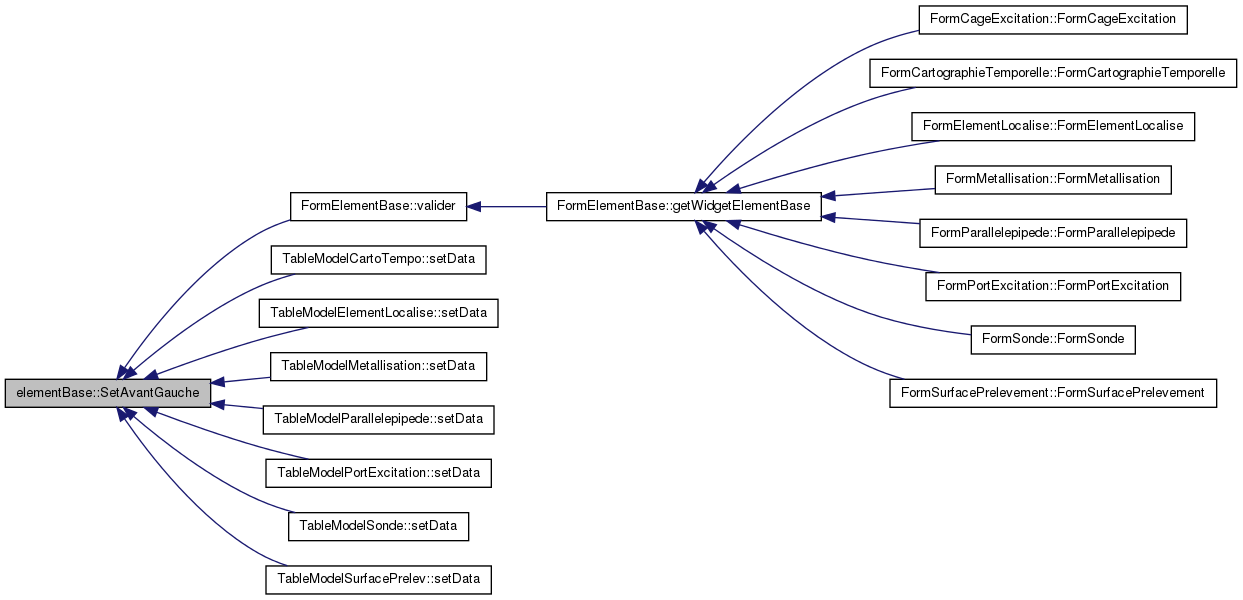 FormCageExcitation::FormCageExcitation
FormCartographieTemporelle::FormCartographieTemporelle
FormElementLocalise::FormElementLocalise
FormMetallisation::FormMetallisation
FormElementBase::valider
FormElementBase::getWidgetElementBase
FormParallelepipede::FormParallelepipede
TableModelCartoTempo::setData
FormPortExcitation::FormPortExcitation
TableModelElementLocalise::setData
FormSonde::FormSonde
TableModelMetallisation::setData
elementBase::SetAvantGauche
FormSurfacePrelevement::FormSurfacePrelevement
TableModelParallelepipede::setData
TableModelPortExcitation::setData
TableModelSonde::setData
TableModelSurfacePrelev::setData